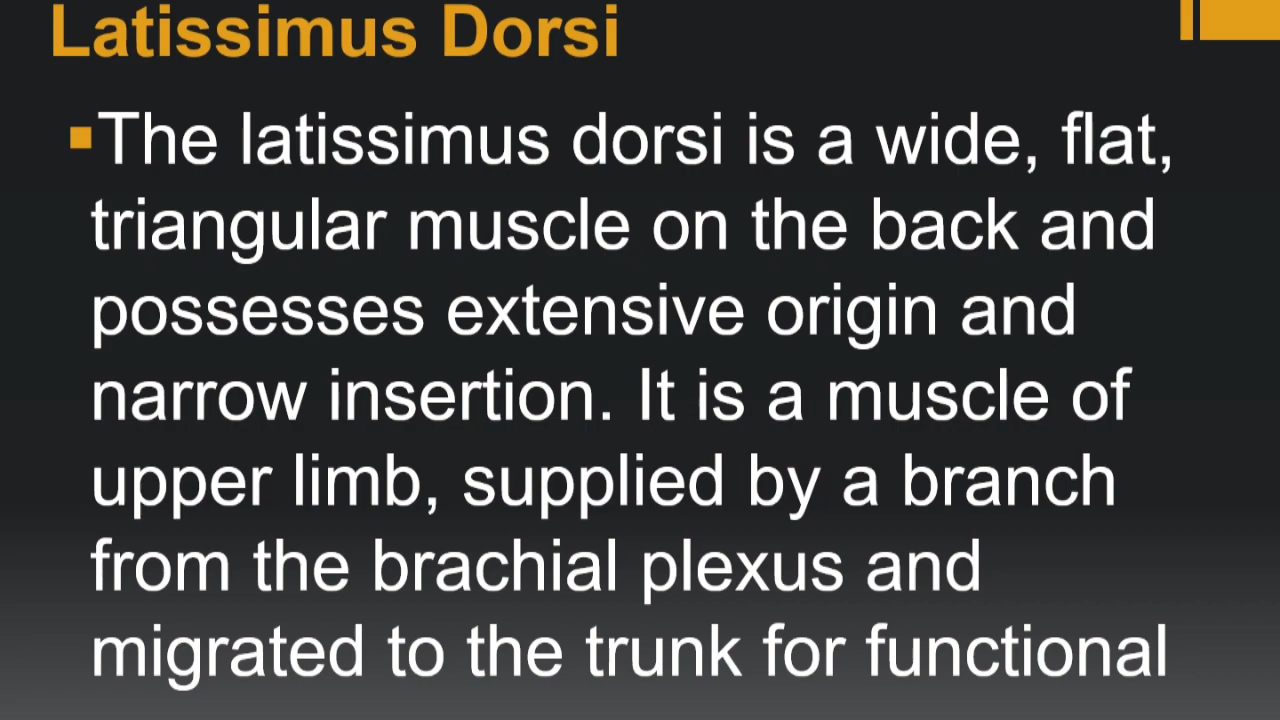 Latissimus Dorsi
▪The latissimus dorsi is a wide, flat,
triangular muscle on the back and
possesses extensive origin and
narrow insertion. It is a muscle of
upper limb, supplied by a branch
from the brachial plexus and
migrated to the trunk for functional